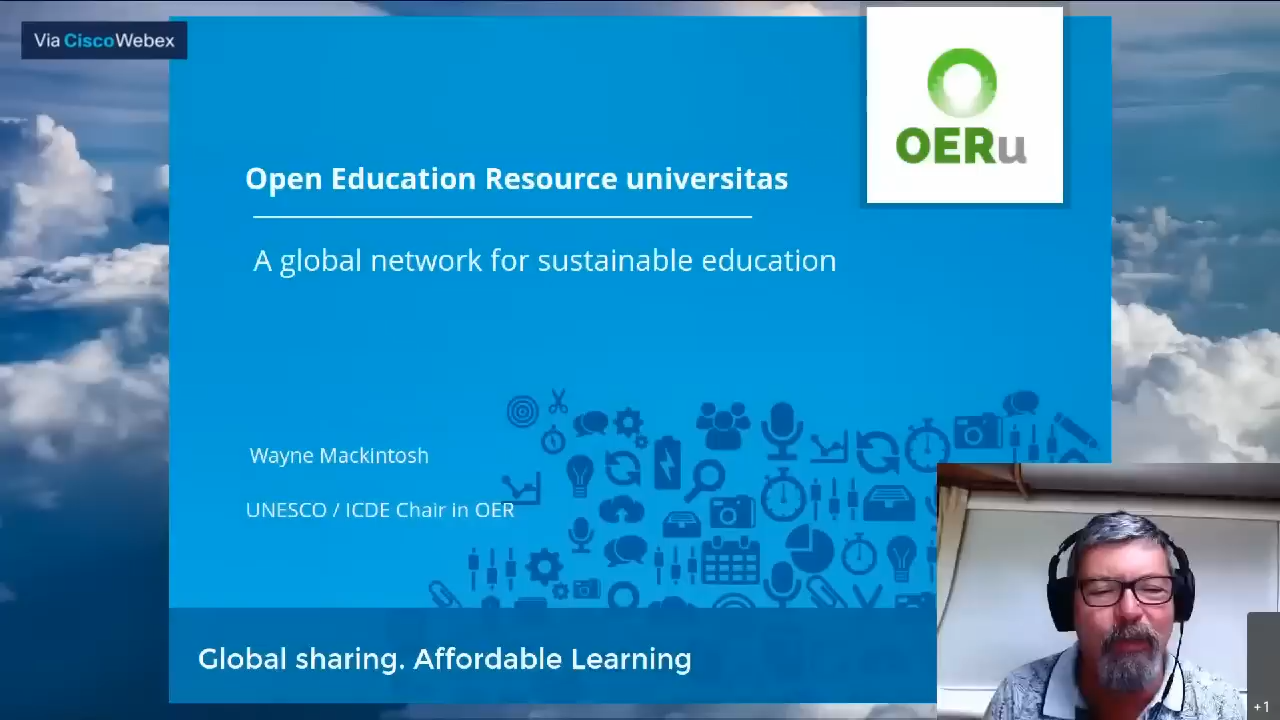 Via CiscoWebex
OERu
Open Education Resource universitas
A global network for sustainable education
Wayne Mackintosh
UNESCO / ICDE Chair in OER
Global sharing. Affordable Learning
+1